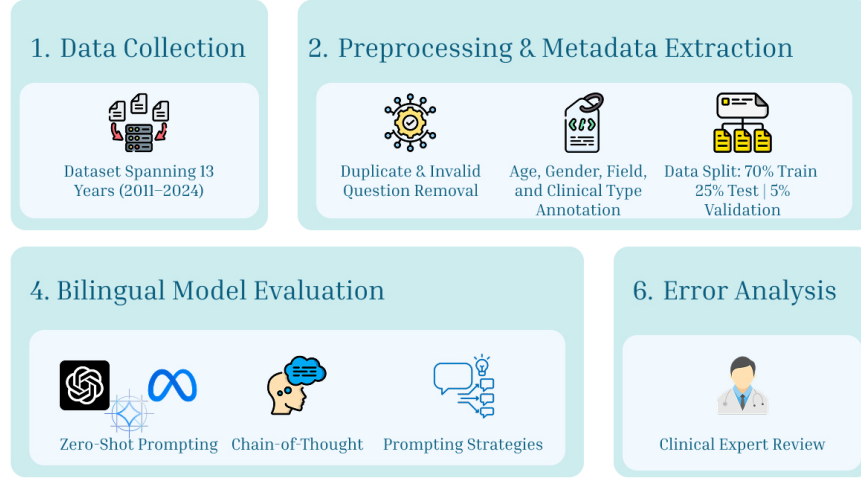 1. Data Collection
Dataset Spanning 13
Years (2011–2024)
2. Preprocessing & Metadata Extraction
Duplicate & Invalid
Question Removal
Age, Gender, Field,
and Clinical Type
Annotation
Data Split: 70% Train
25% Test | 5%
Validation
4. Bilingual Model Evaluation
Zero-Shot Prompting
Chain-of-Thought
Prompting Strategies
6. Error Analysis
Clinical Expert Review